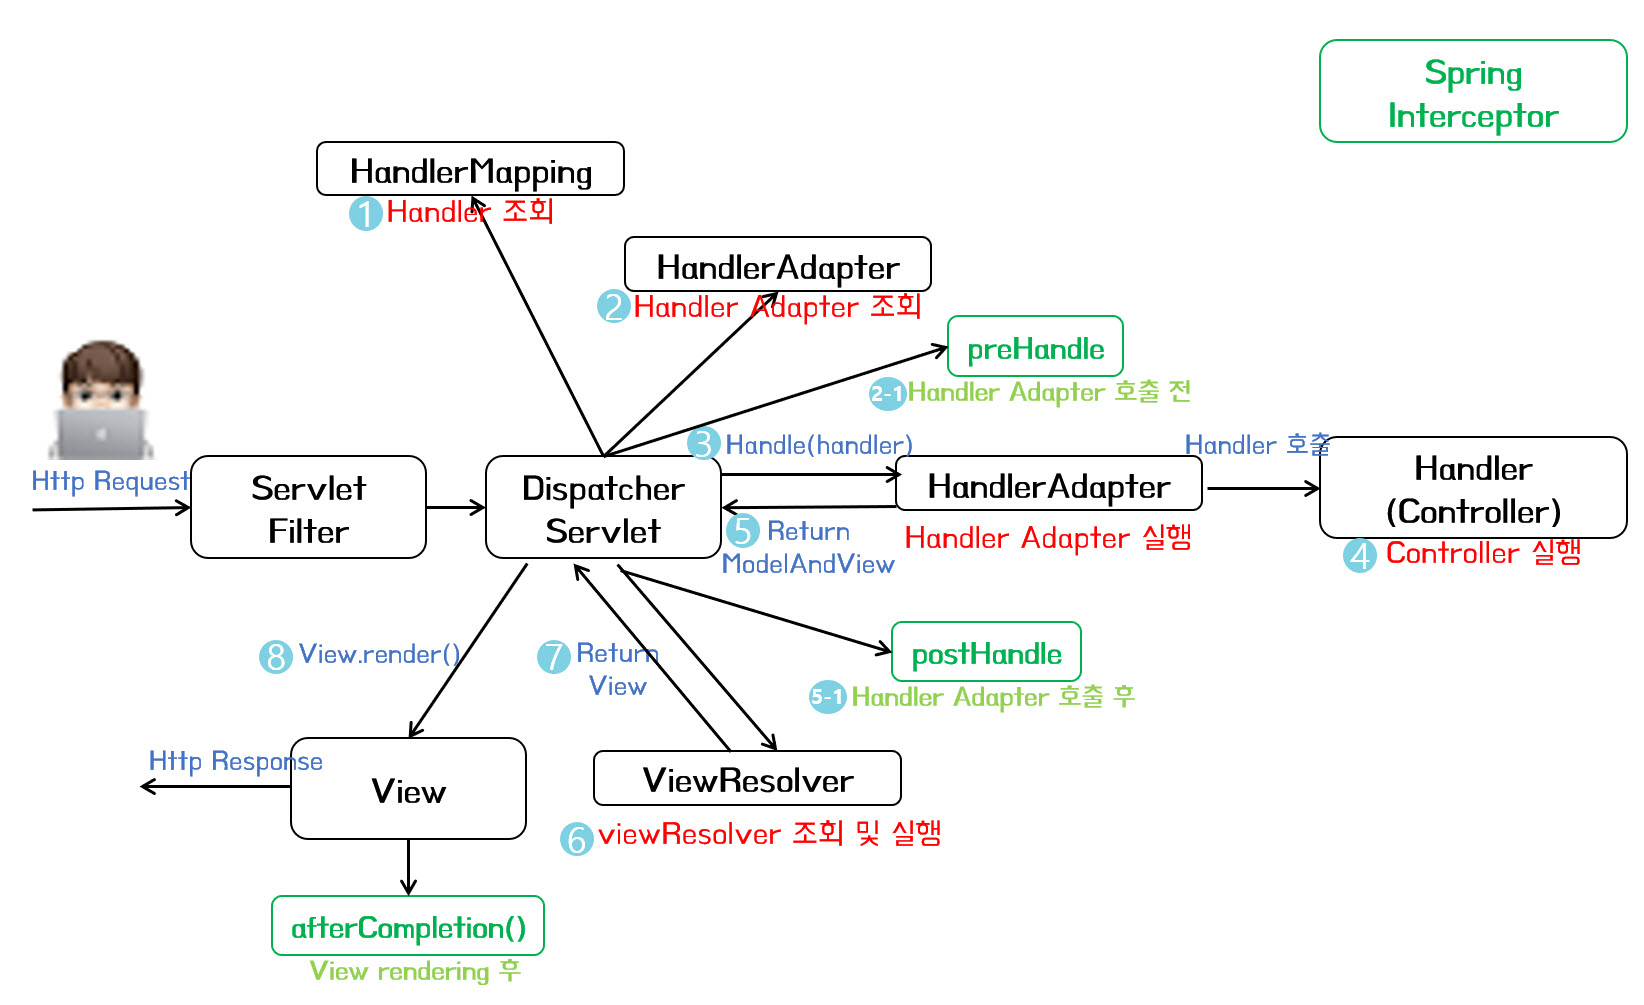 Spring
Interceptor
HandlerMapping
1 Handler 조회
HandlerAdapter
2 Handler Adapter 조회
preHandle
2-1 Handler Adapter 호출 전
Http Request
Servlet
Filter
Dispatcher
Servlet
3 Handle(handler)
HandlerAdapter
Handler Adapter 실행
Handler 호출
Handler
(Controller)
4 Controller 실행
5 Return
ModelAndView
postHandle
5-1 Handler Adapter 호출 후
8 View.render()
7 Return
View
ViewResolver
6 viewResolver 조회 및 실행
Http Response
View
afterCompletion()
View rendering 후